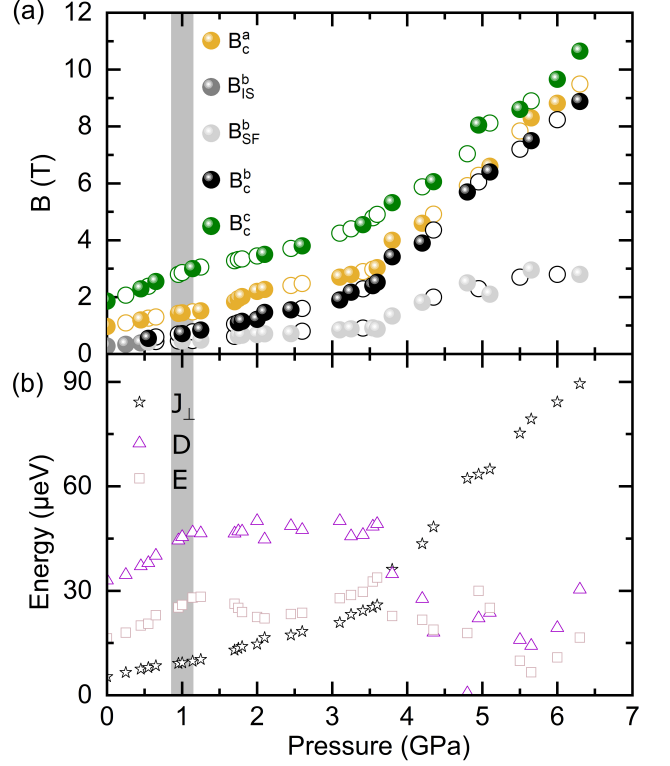 (a)
12
10
8
6
4
2
0
B (T)
B_c^a
B_IS^b
B_SF^b
B_c^b
B_c^c
(b)
90
60
30
0
Energy (μeV)
J_⊥
D
E
0 1 2 3 4 5 6 7
Pressure (GPa)